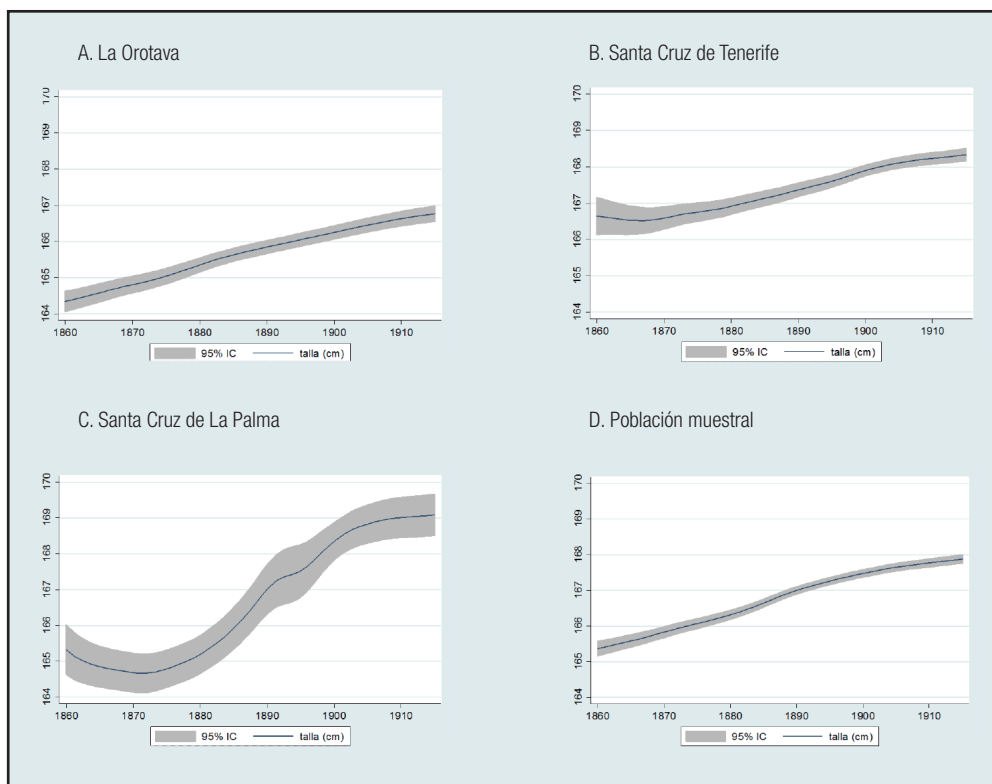 A. La Orotava
170
169
168
167
166
165
164
1860 1870 1880 1890 1900 1910
95% IC talla (cm)
B. Santa Cruz de Tenerife
170
169
168
167
166
165
164
1860 1870 1880 1890 1900 1910
95% IC talla (cm)
C. Santa Cruz de La Palma
170
169
168
167
166
165
164
1860 1870 1880 1890 1900 1910
95% IC talla (cm)
D. Población muestral
170
169
168
167
166
165
164
1860 1870 1880 1890 1900 1910
95% IC talla (cm)